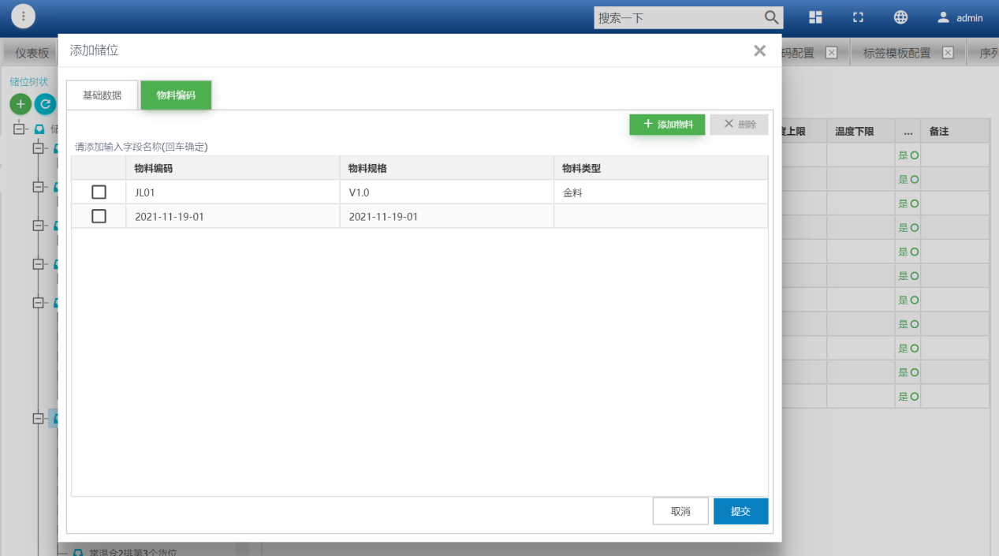 搜索一下
admin
仪表板
添加储位
码配置
标签模板配置
序列
储位树状
基础数据
物料编码
添加物料
删除
度上限
温度下限
...
备注
请添加输入字段名称(回车确定)
物料编码
物料规格
物料类型
JL01
V1.0
金料
2021-11-19-01
2021-11-19-01
是
是
是
是
是
是
是
是
是
是
是
取消
提交
常温仓2排第3个货位